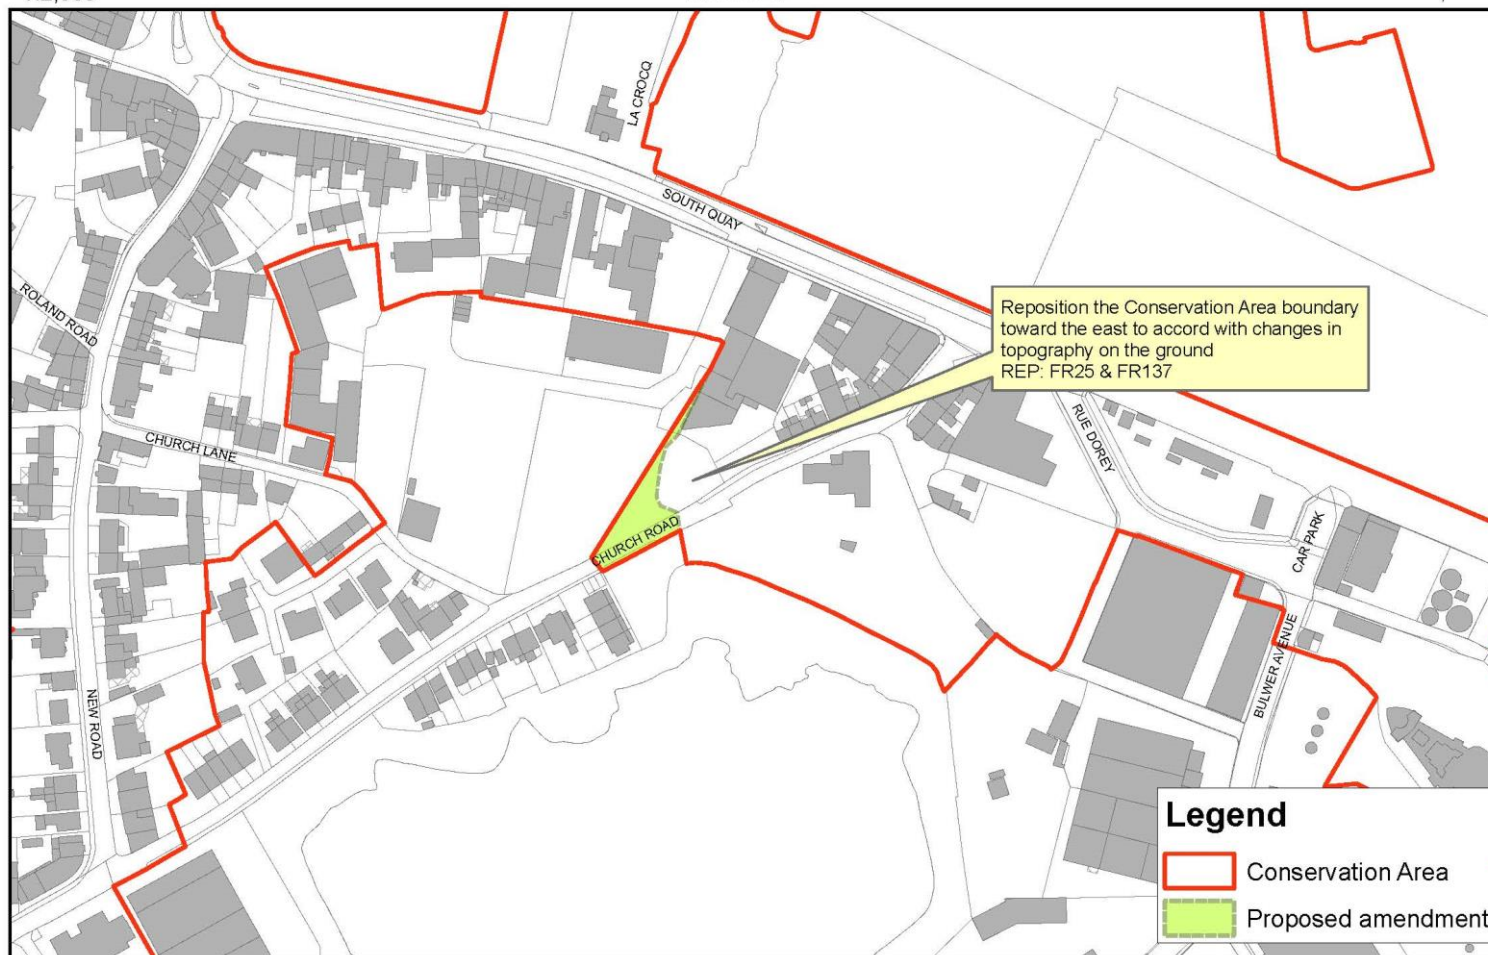 LA CROCQ
SOUTH QUAY
ROLAND ROAD
Reposition the Conservation Area boundary
toward the east to accord with changes in
topography on the ground
REP: FR25 & FR137
RUE DOREY
CHURCH LANE
CHURCH ROAD
CAR PARK
BULWER AVENUE
NEW ROAD
Legend
Conservation Area
Proposed amendment